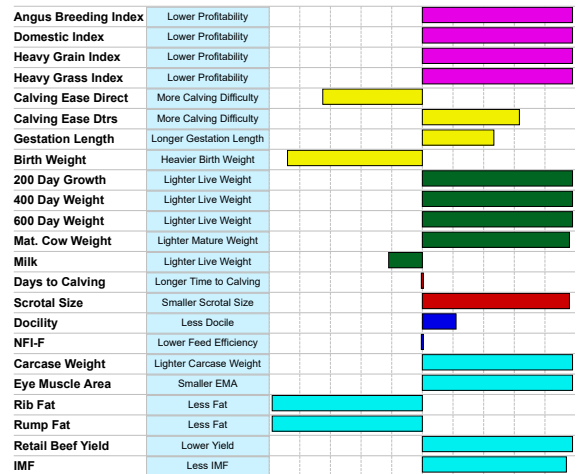 Angus Breeding Index Lower Profitability
Domestic Index Lower Profitability
Heavy Grain Index Lower Profitability
Heavy Grass Index Lower Profitability
Calving Ease Direct More Calving Difficulty
Calving Ease Dtrs More Calving Difficulty
Gestation Length Longer Gestation Length
Birth Weight Heavier Birth Weight
200 Day Growth Lighter Live Weight
400 Day Weight Lighter Live Weight
600 Day Weight Lighter Live Weight
Mat. Cow Weight Lighter Mature Weight
Milk Lighter Live Weight
Days to Calving Longer Time to Calving
Scrotal Size Smaller Scrotal Size
Docility Less Docile
NFI-F Lower Feed Efficiency
Carcase Weight Lighter Carcase Weight
Eye Muscle Area Smaller EMA
Rib Fat Less Fat
Rump Fat Less Fat
Retail Beef Yield Lower Yield
IMF Less IMF